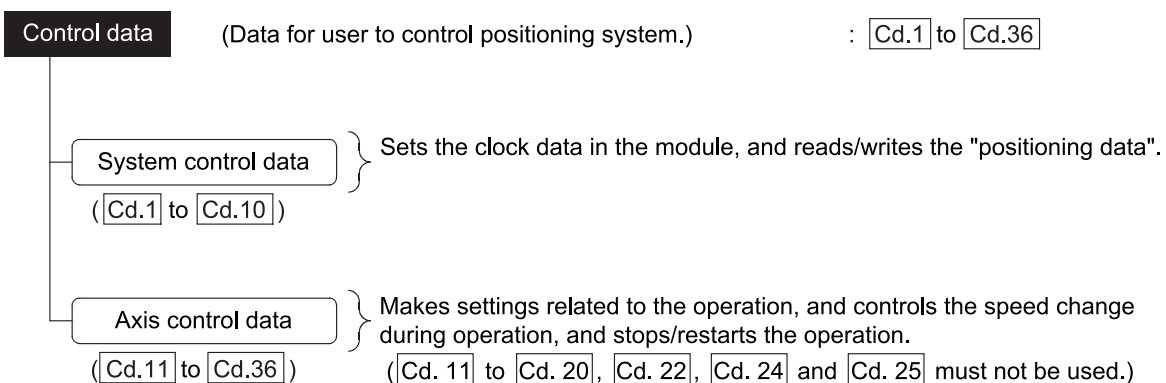 Control data (Data for user to control positioning system.) : Cd.1 to Cd.36
System control data Sets the clock data in the module, and reads/writes the "positioning data".
(Cd.1 to Cd.10)
Axis control data Makes settings related to the operation, and controls the speed change
during operation, and stops/restarts the operation.
(Cd.11 to Cd.36) (Cd. 11 to Cd. 20, Cd. 22, Cd. 24 and Cd. 25 must not be used.)